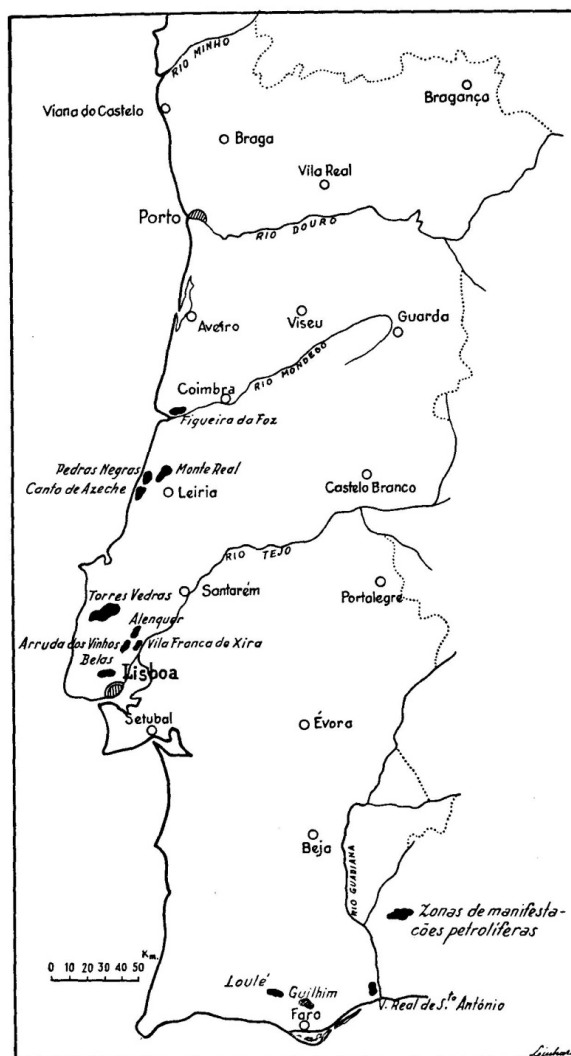 RIO MINHO
Bragança
Viana do Castelo
Braga
Vila Real
Porto
RIO DOURO
Aveiro
Viseu
Guarda
Coimbra
RIO MONDEDO
Figueira da Foz
Pedras Negras
Monte Real
Canto de Azeche
Leiria
Castelo Branco
RIO TEJO
Santarém
Portalegre
Torres Vedras
Alenquer
Arruda dos Vinhos
Vila Franca de Xira
Belas
Lisboa
Setubal
Évora
Beja
RIO GUADIANA
Zonas de manifesta-
cões petrolíferas
Km.
0 10 20 30 40 50
Loulé
Guilhim
V. Real de S.to António
Faro